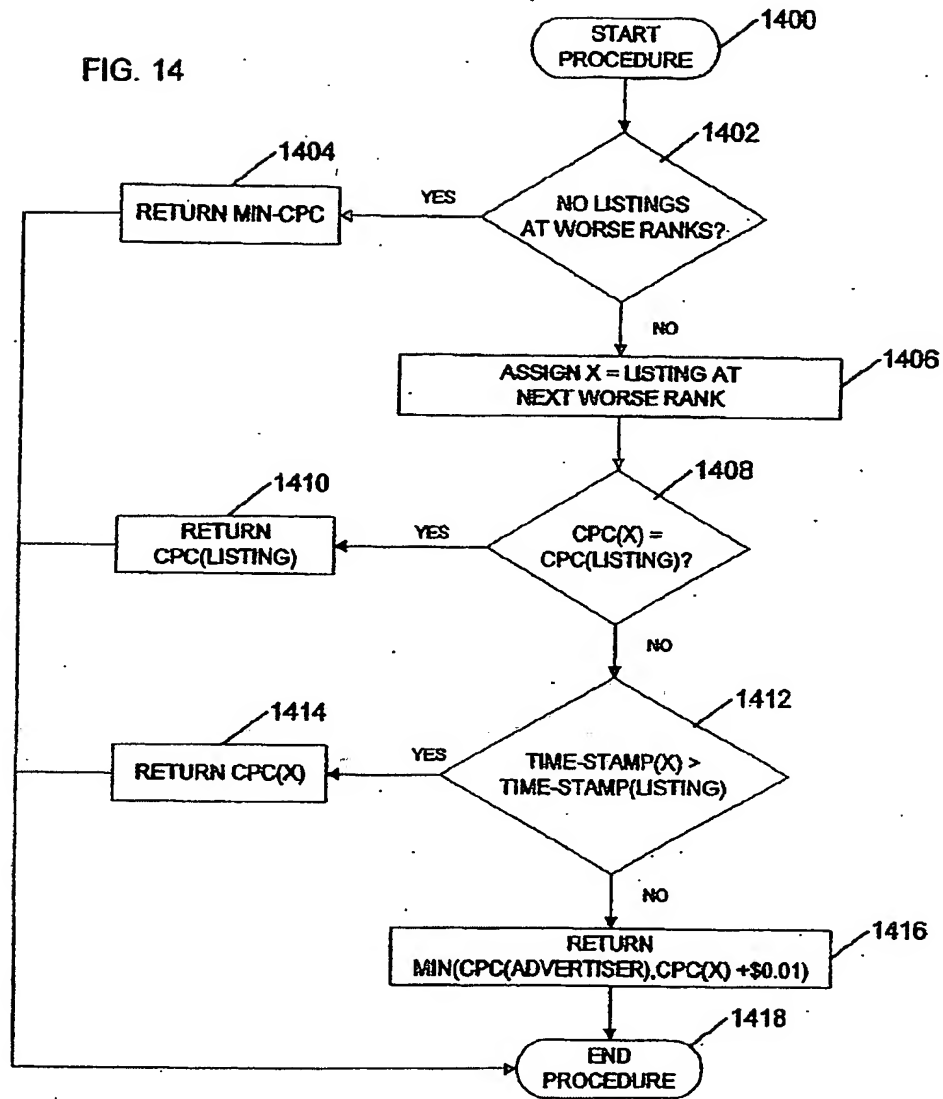 FIG. 14
START
PROCEDURE
1400
1402
NO LISTINGS
AT WORSE RANKS?
YES
1404
RETURN MIN-CPC
NO
1406
ASSIGN X = LISTING AT
NEXT WORSE RANK
1408
CPC(X) =
CPC(LISTING)?
YES
1410
RETURN
CPC(LISTING)
NO
1412
TIME-STAMP(X) >
TIME-STAMP(LISTING)
YES
1414
RETURN CPC(X)
NO
1416
RETURN
MIN(CPC(ADVERTISER),CPC(X) +$0.01)
1418
END
PROCEDURE